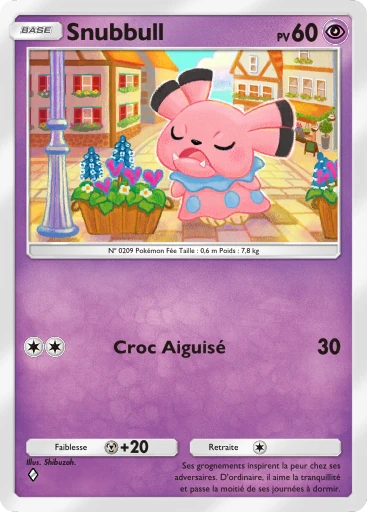 BASE Snubbull PV 60
N° 0209 Pokémon Fée Taille : 0,6 m Poids : 7,8 kg
Croc Aiguisé 30
Faiblesse +20 Retraite
Illus. Shibuzoh.
Ses grognements inspirent la peur chez ses
adversaires. D'ordinaire, il aime la tranquillité
et passe la moitié de ses journées à dormir.